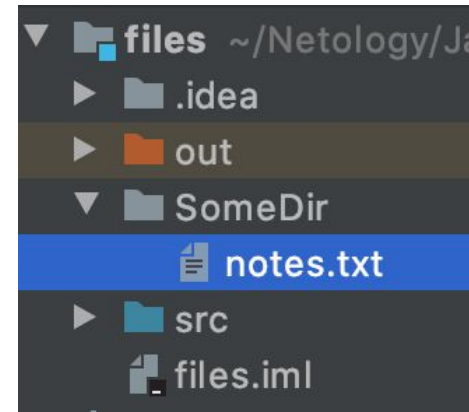 files ~/Netology/Ja
.idea
out
SomeDir
notes.txt
src
files.iml